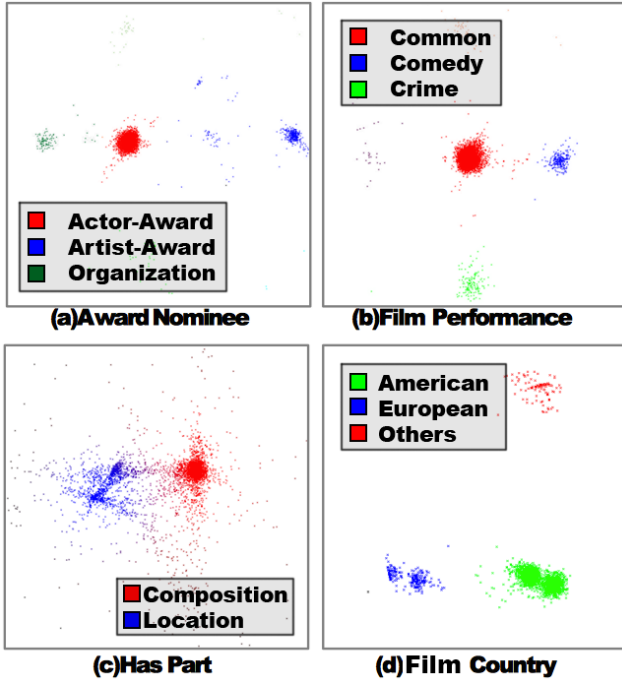 Actor-Award
Artist-Award
Organization
(a)Award Nominee
Common
Comedy
Crime
(b)Film Performance
Composition
Location
(c)Has Part
American
European
Others
(d)Film Country